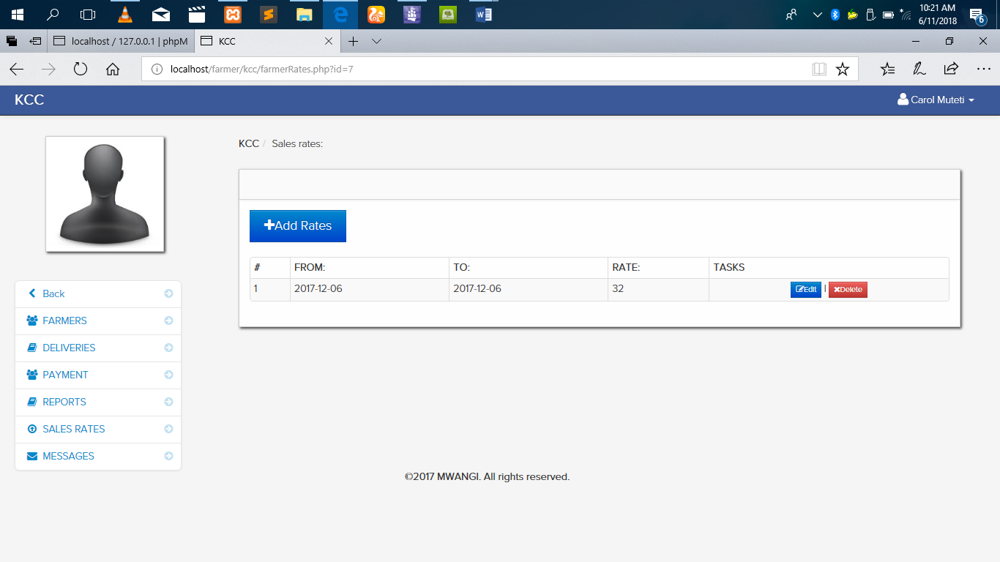 10:21 AM
6/11/2018
6
localhost / 127.0.0.1 | phpM
KCC
localhost/farmer/kcc/farmerRates.php?id=7
KCC
Carol Muteti
KCC / Sales rates:
Add Rates
# FROM: TO: RATE: TASKS
1 2017-12-06 2017-12-06 32 Edit | Delete
Back
FARMERS
DELIVERIES
PAYMENT
REPORTS
SALES RATES
MESSAGES
©2017 MWANGI. All rights reserved.